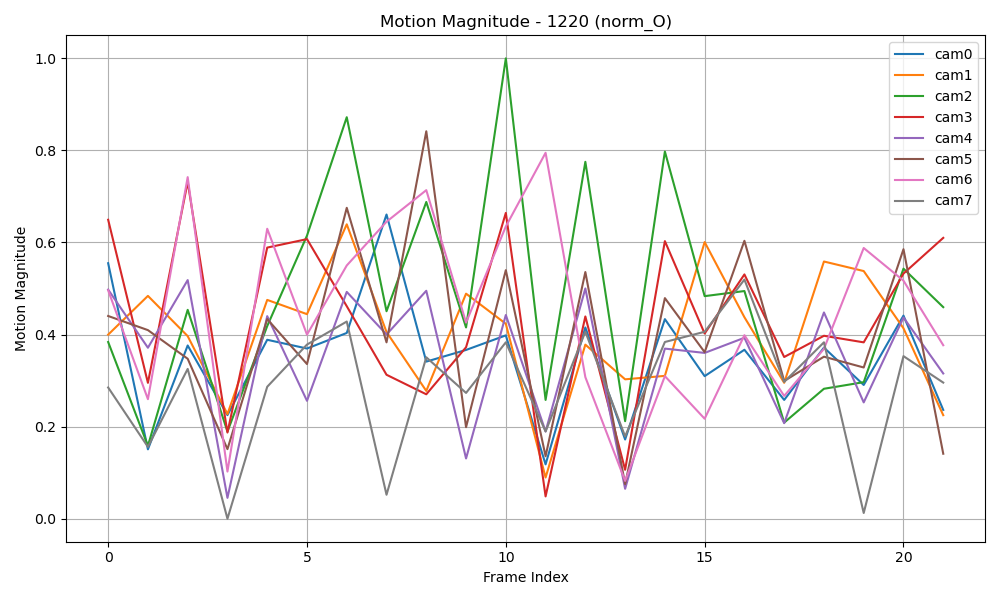 Motion Magnitude - 1220 (norm_O)
Motion Magnitude
1.0
0.8
0.6
0.4
0.2
0.0
0
5
10
15
20
Frame Index
cam0
cam1
cam2
cam3
cam4
cam5
cam6
cam7